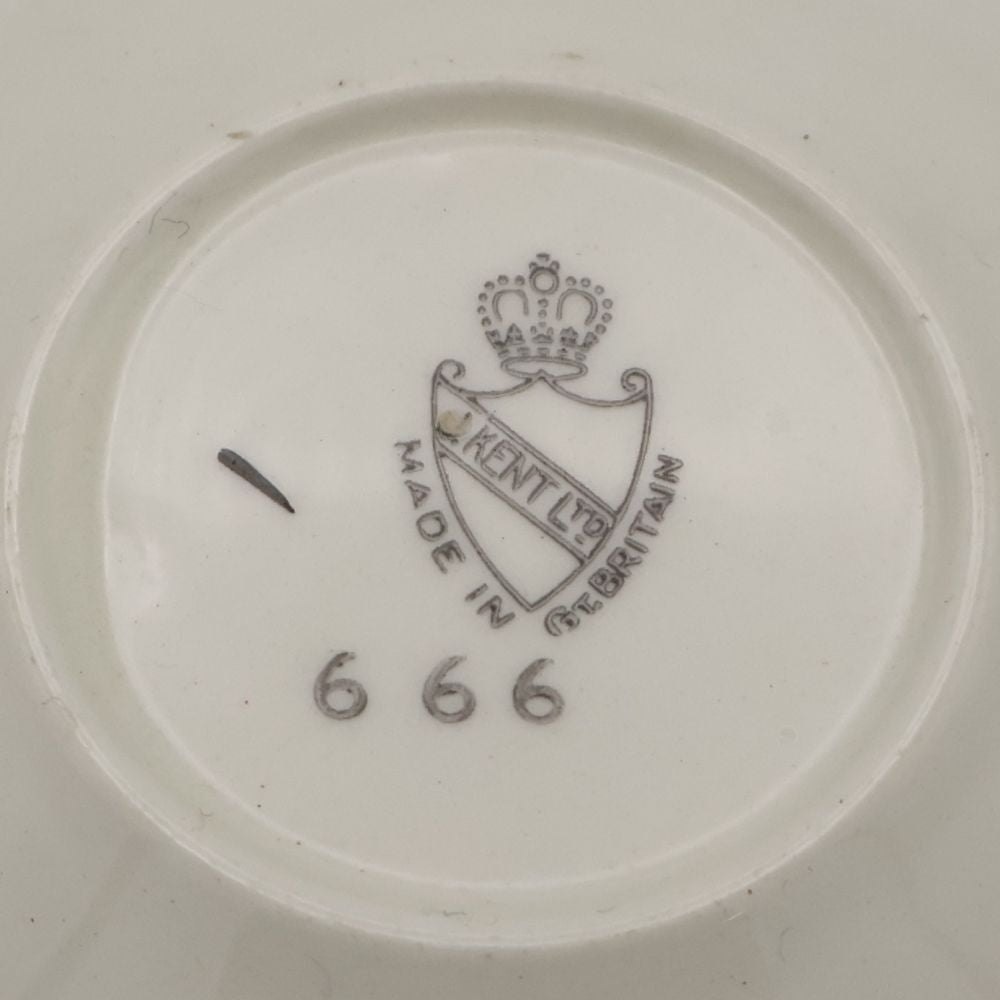 KENT LTD
MADE IN GT. BRITAIN
666